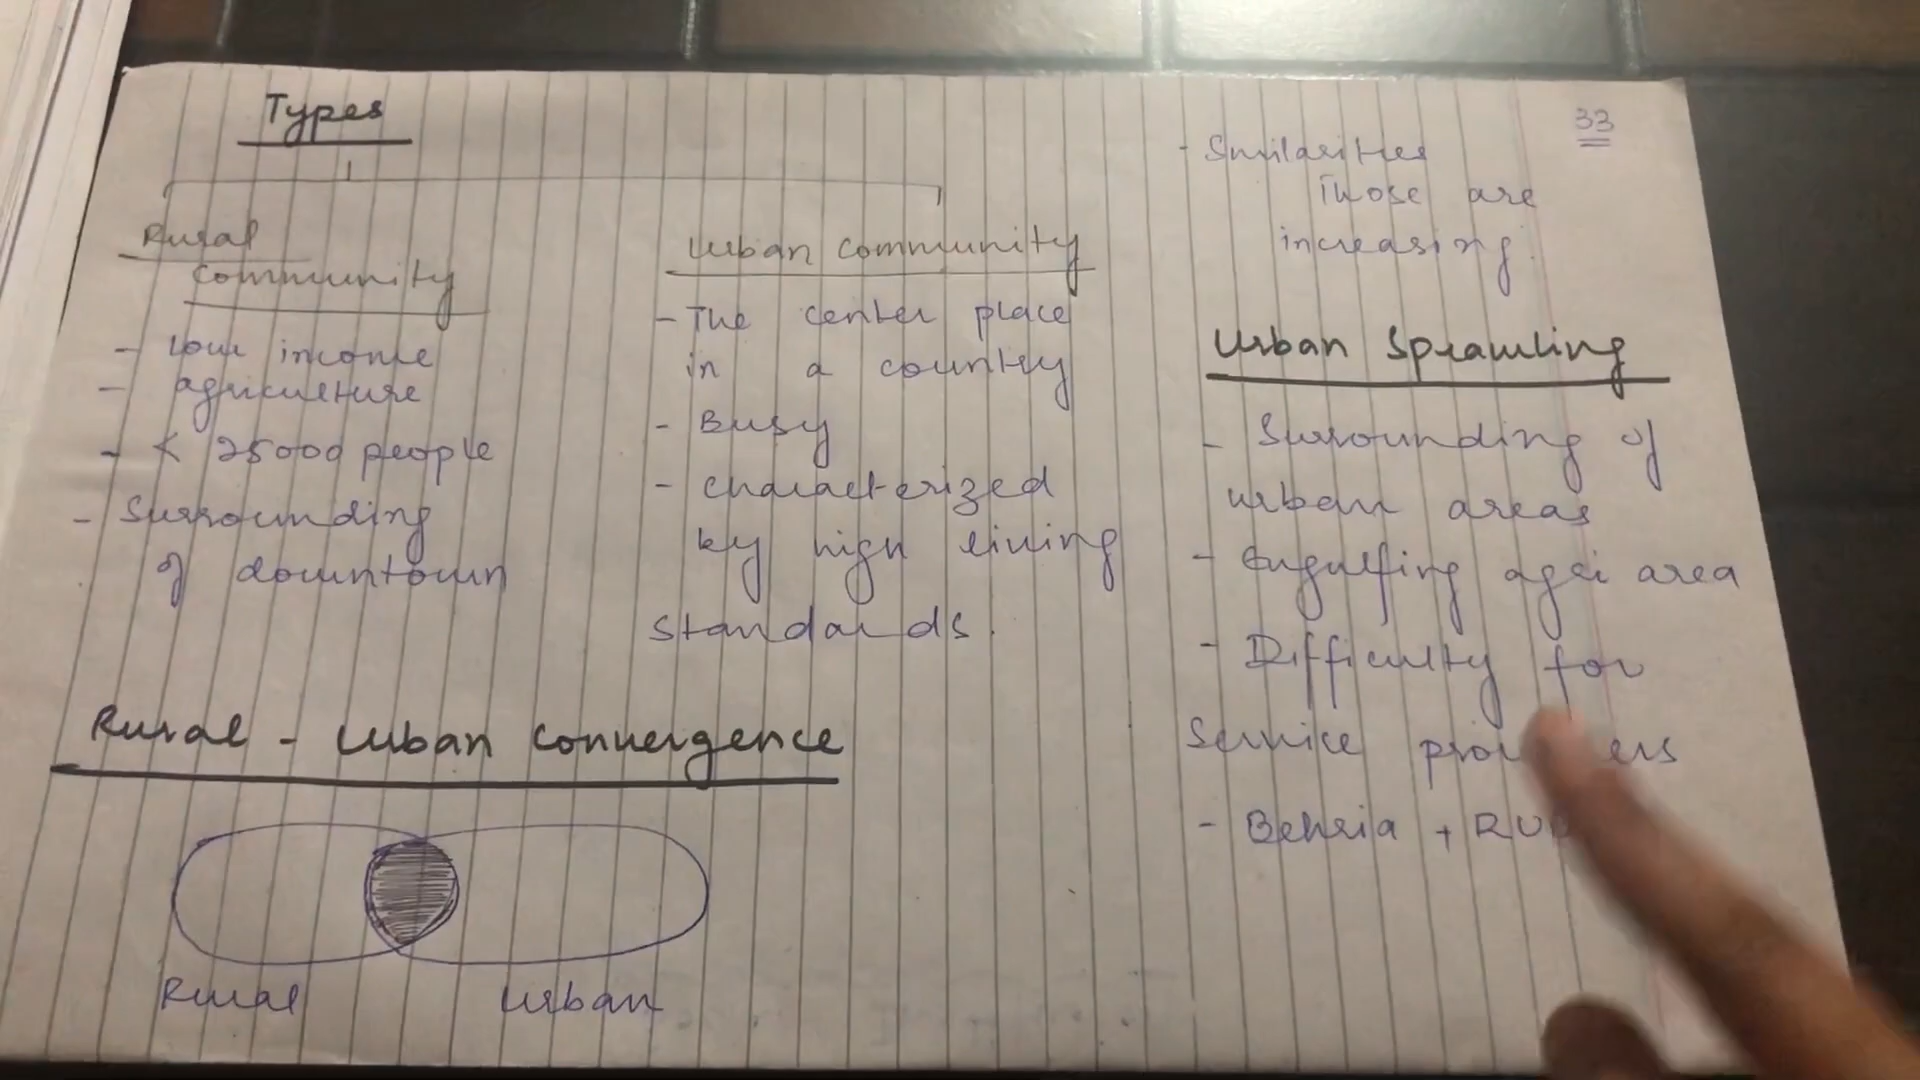 Types
Rural
Community
- low income
- agriculture
- < 25000 people
- Surrounding
of downtown
Urban Community
- The center place
in a country
- Busy
- characterized
by high living
standards.
Rural - Urban Convergence
Rural
Urban
33
- Similarities
Those are
increasing.
Urban Sprawling
- Surrounding of
urban areas
- Engulfing agri area
- Difficulty for
Service
- Behria +